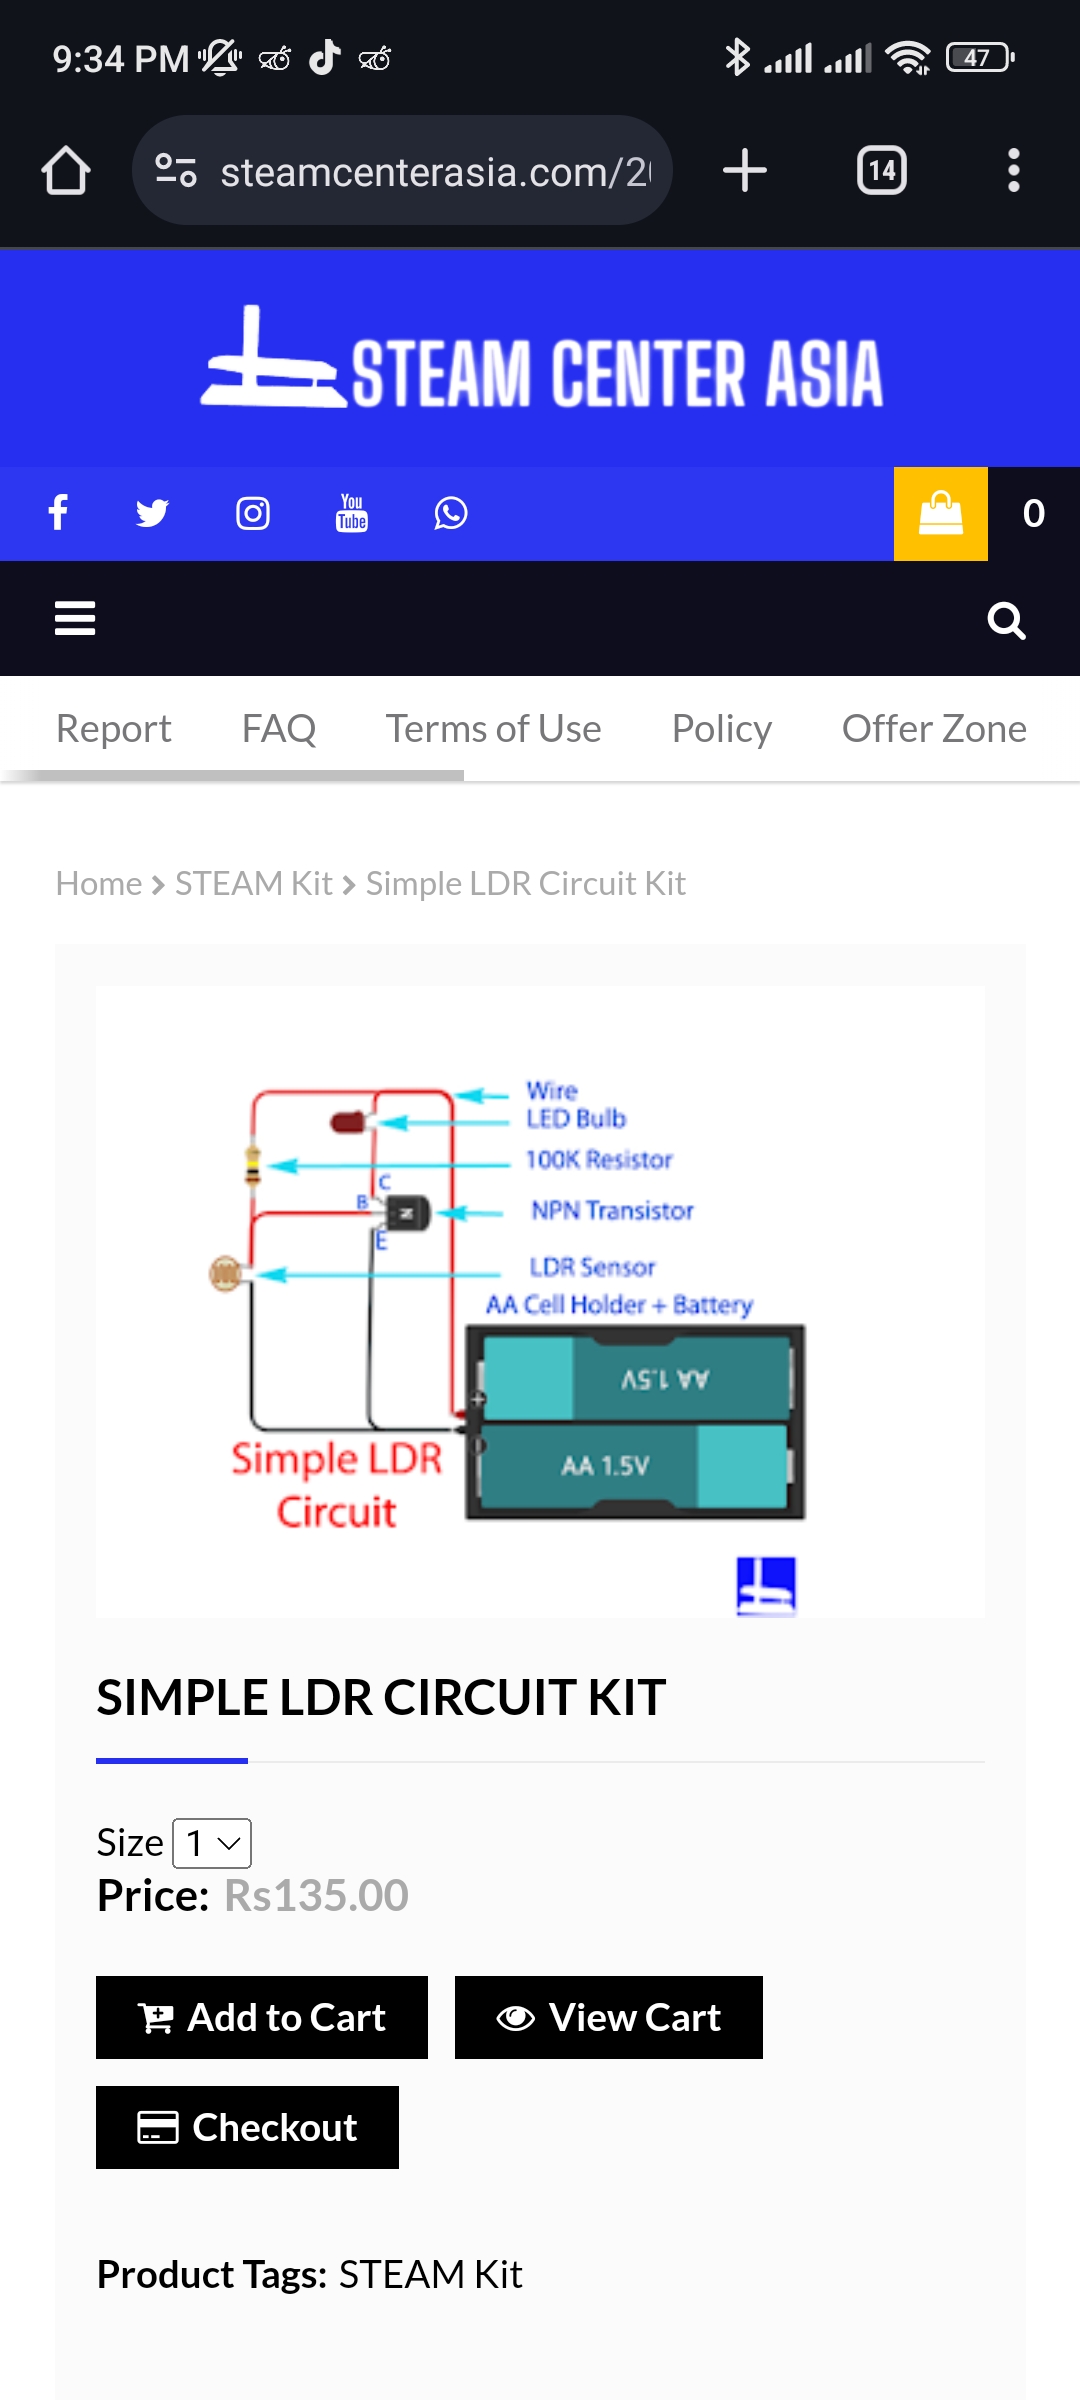 9:34 PM
47
steamcenterasia.com/2
14
STEAM CENTER ASIA
You
Tube
0
Report FAQ Terms of Use Policy Offer Zone
Home > STEAM Kit > Simple LDR Circuit Kit
Wire
LED Bulb
100K Resistor
C
B
N
NPN Transistor
E
LDR Sensor
AA Cell Holder + Battery
AA 1.5V
AA 1.5V
Simple LDR
Circuit
SIMPLE LDR CIRCUIT KIT
Size 1
Price: Rs135.00
Add to Cart
View Cart
Checkout
Product Tags: STEAM Kit